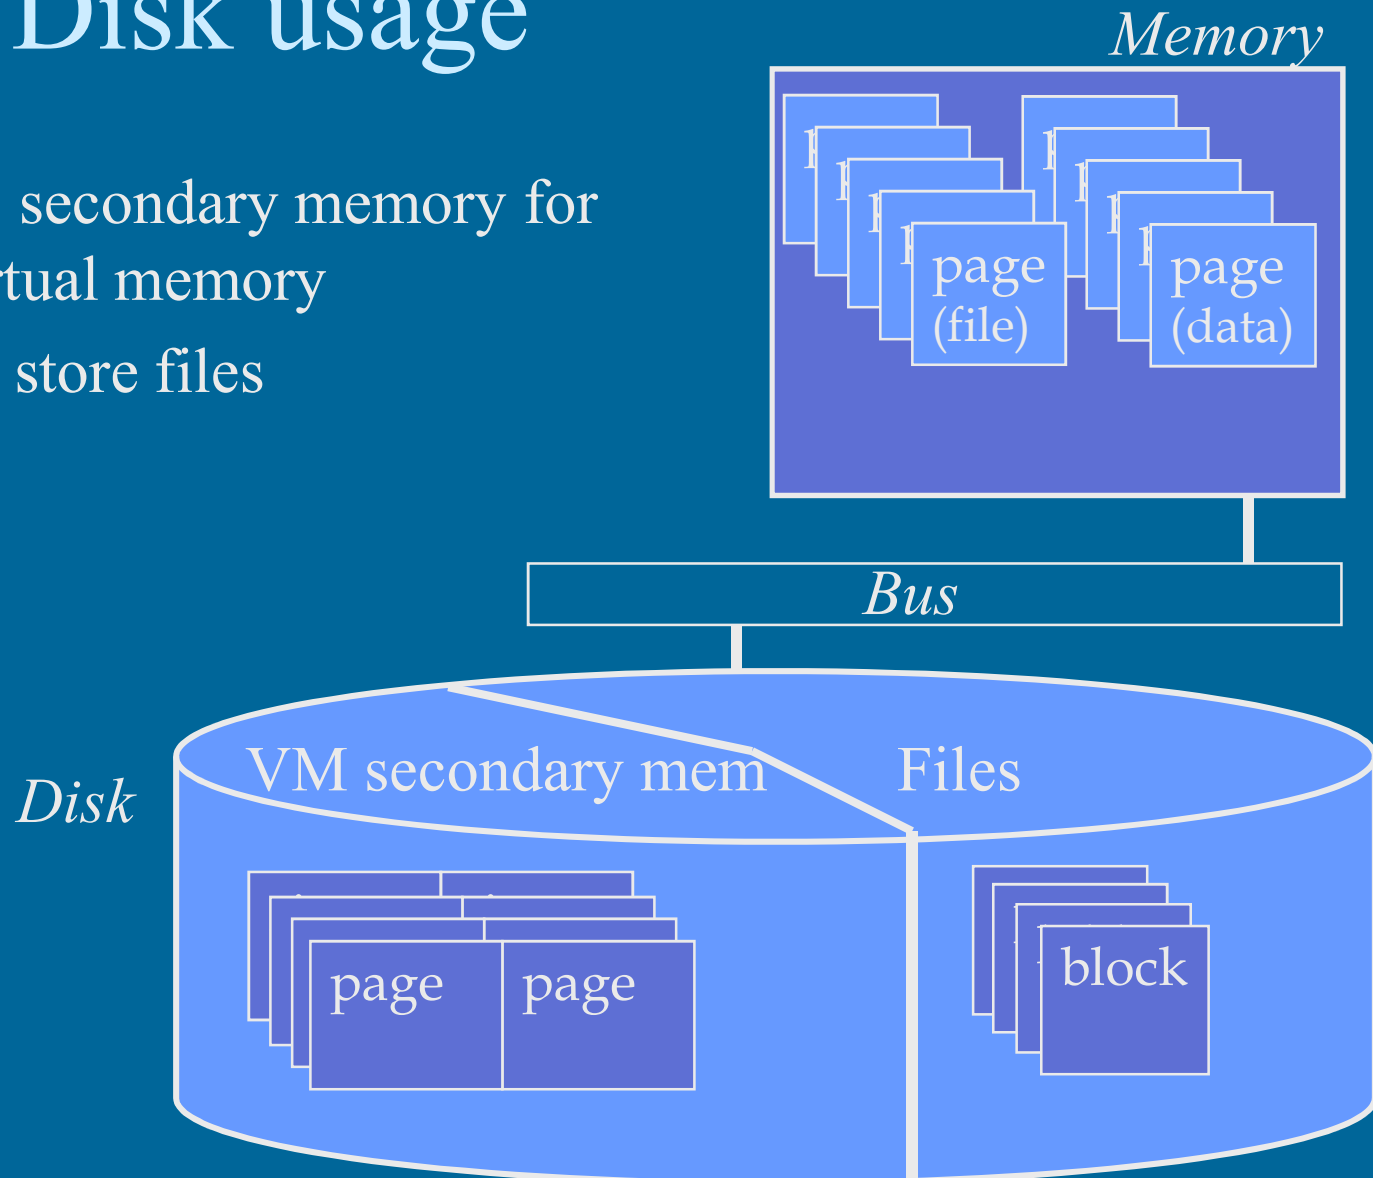 Disk usage
Memory
secondary memory for
rtual memory
store files
page
(file)
page
(data)
Bus
VM secondary mem
Files
Disk
page
page
block